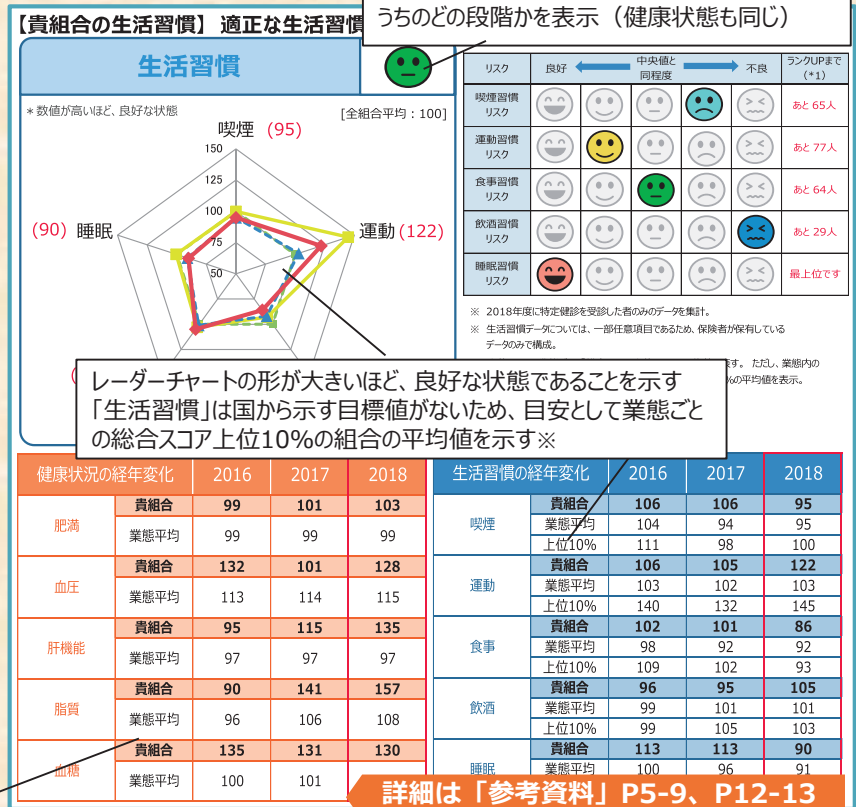 うちのどの段階かを表示（健康状態も同じ）
【貴組合の生活習慣】 適正な生活習慣
生活習慣
＊数値が高いほど、良好な状態
[全組合平均：100]
喫煙 (95)
150
125
100
75
50
(90) 睡眠
運動 (122)
リスク 良好 中央値と同程度 不良 ランクUPまで（*1）
喫煙習慣リスク あと 65人
運動習慣リスク あと 77人
食事習慣リスク あと 64人
飲酒習慣リスク あと 29人
睡眠習慣リスク 最上位です
※ 2018年度に特定健診を受診した者のみのデータを集計。
※ 生活習慣データについては、一部任意項目であるため、保険者が保有している
データのみで構成。
す。ただし、業態内の
%の平均値を表示。
レーダーチャートの形が大きいほど、良好な状態であることを示す
「生活習慣」は国から示す目標値がないため、目安として業態ごと
の総合スコア上位10%の組合の平均値を示す※
健康状況の経年変化 2016 2017 2018
肥満 貴組合 99 101 103
業態平均 99 99 99
血圧 貴組合 132 101 128
業態平均 113 114 115
肝機能 貴組合 95 115 135
業態平均 97 97 97
脂質 貴組合 90 141 157
業態平均 96 106 108
血糖 貴組合 135 131 130
業態平均 100 101
生活習慣の経年変化 2016 2017 2018
喫煙 貴組合 106 106 95
業態平均 104 94 95
上位10% 111 98 100
運動 貴組合 106 105 122
業態平均 103 102 103
上位10% 140 132 145
食事 貴組合 102 101 86
業態平均 98 92 92
上位10% 109 102 93
飲酒 貴組合 96 95 105
業態平均 99 101 101
上位10% 99 105 103
睡眠 貴組合 113 113 90
業態平均 100 96 91
詳細は「参考資料」P5-9、P12-13